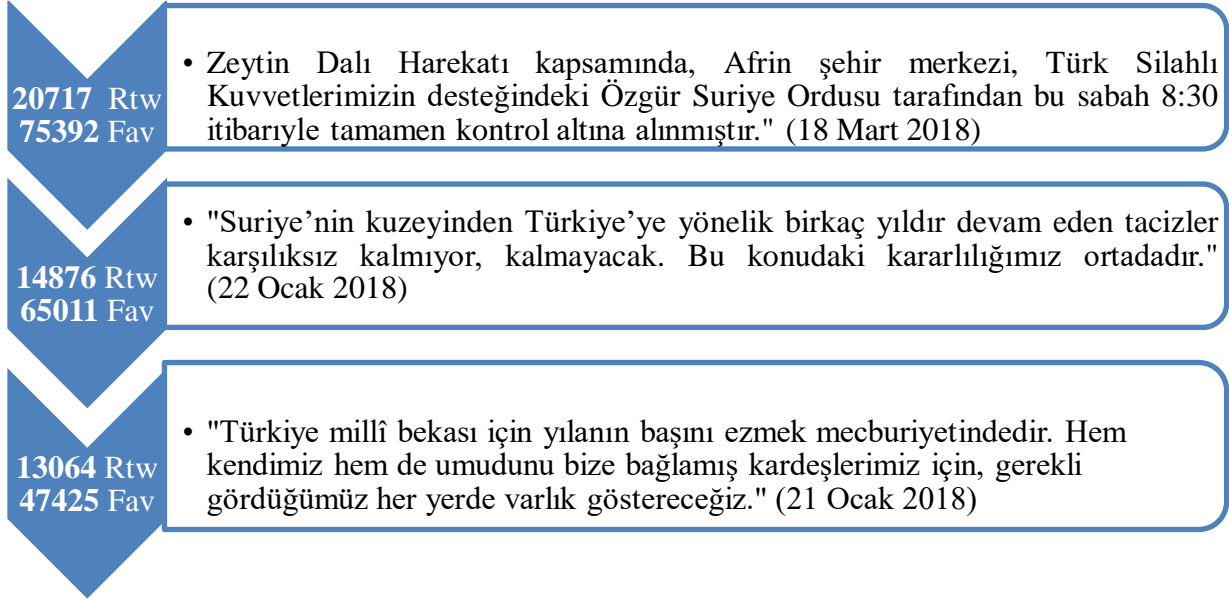 20717 Rtw
75392 Fav
• Zeytin Dalı Harekatı kapsamında, Afrin şehir merkezi, Türk Silahlı
Kuvvetlerimizin desteğindeki Özgür Suriye Ordusu tarafından bu sabah 8:30
itibarıyle tamamen kontrol altına alınmıştır." (18 Mart 2018)
14876 Rtw
65011 Fav
• "Suriye’nin kuzeyinden Türkiye’ye yönelik birkaç yıldır devam eden tacizler
karşılıksız kalmıyor, kalmayacak. Bu konudaki kararlılığımız ortadadır."
(22 Ocak 2018)
13064 Rtw
47425 Fav
• "Türkiye millî bekası için yılanın başını ezmek mecburiyetindedir. Hem
kendimiz hem de umudunu bize bağlamış kardeşlerimiz için, gerekli
gördüğümüz her yerde varlık göstereceğiz." (21 Ocak 2018)